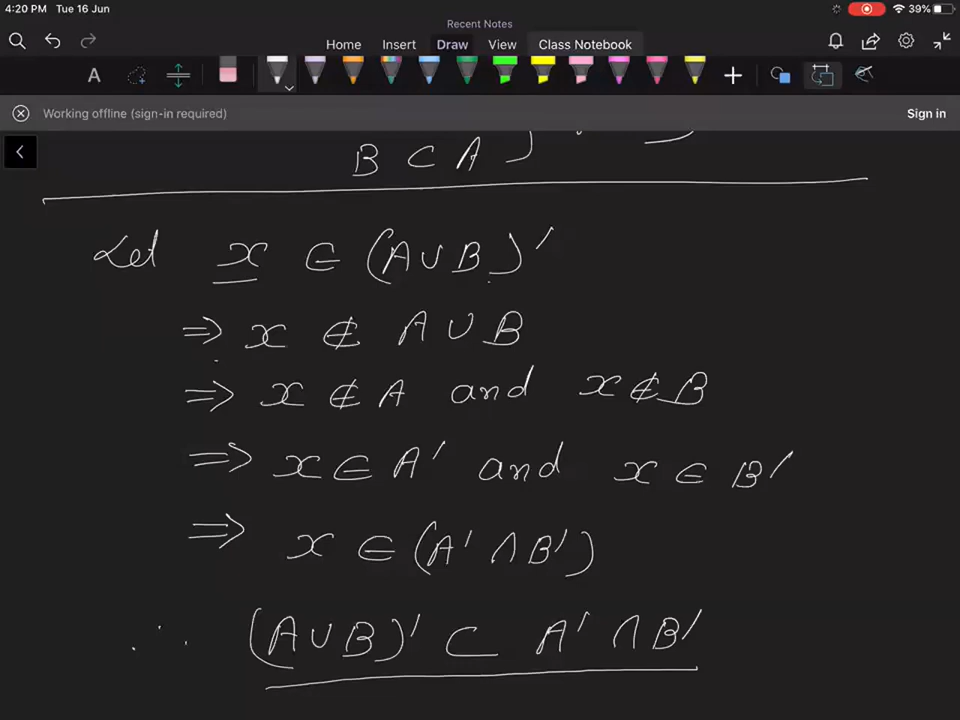 4:20 PM Tue 16 Jun 39%
Recent Notes
Home Insert Draw View Class Notebook
A
Working offline (sign-in required) Sign in
B ⊂ A }
Let x ∈ (A∪B)'
⇒ x ∉ A ∪ B
⇒ x ∉ A and x ∉ B
⇒ x ∈ A' and x ∈ B'
⇒ x ∈ (A' ∩ B')
∴ (A∪B)' ⊂ A' ∩ B'